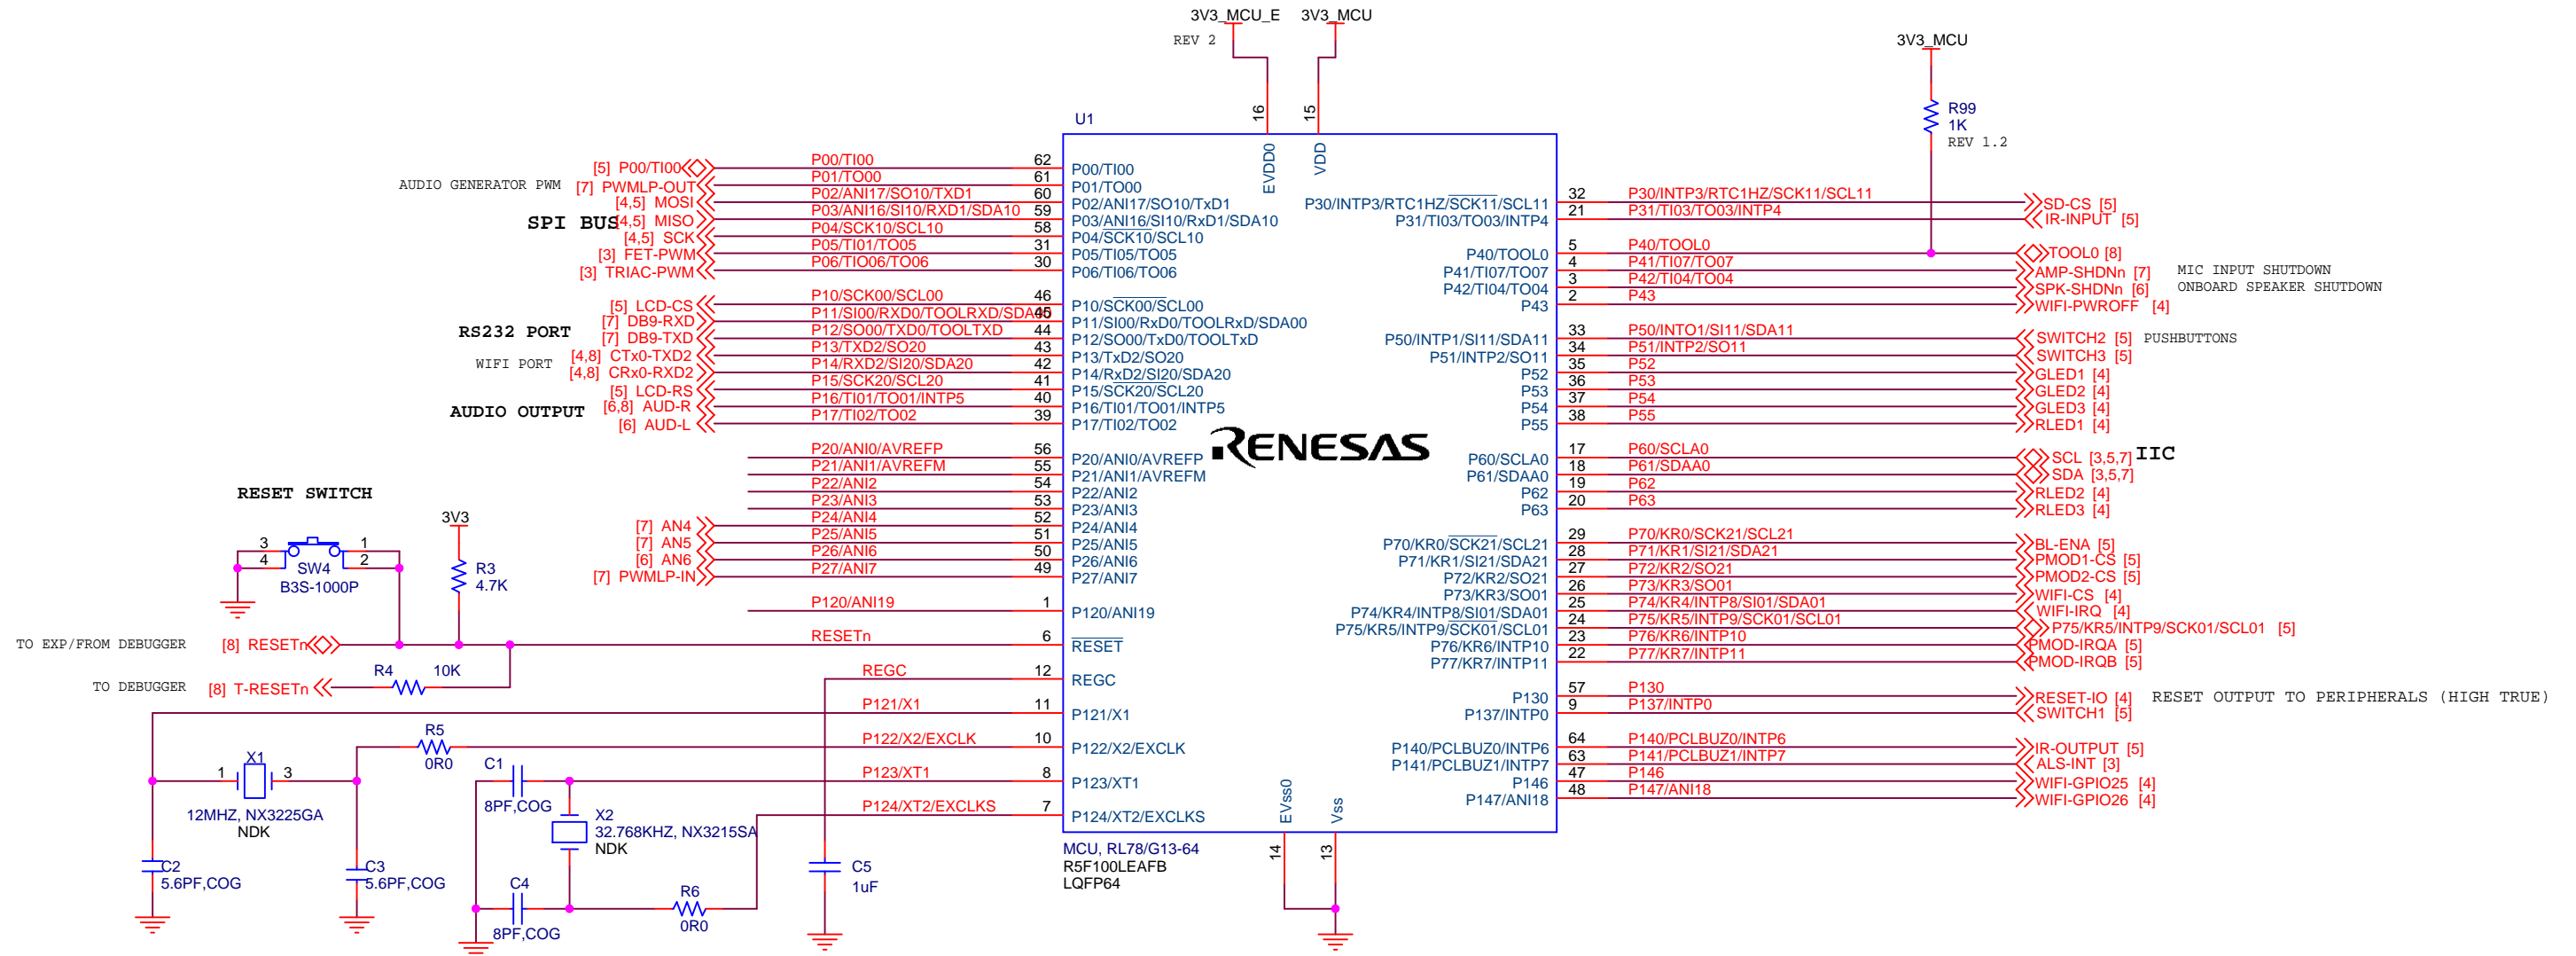 3V3_MCU_E 3V3_MCU
REV 2
3V3_MCU
R99
1K
REV 1.2
U1
16 EVDD0
15 VDD
[5] P00/TI00 P00/TI00 62 P00/TI00
AUDIO GENERATOR PWM [7] PWMLP-OUT P01/TO00 61 P01/TO00
[4,5] MOSI P02/ANI17/SO10/TXD1 60 P02/ANI17/SO10/TxD1
SPI BUS [4,5] MISO P03/ANI16/SI10/RXD1/SDA10 59 P03/ANI16/SI10/RxD1/SDA10
[4,5] SCK P04/SCK10/SCL10 58 P04/SCK10/SCL10
[3] FET-PWM P05/TI01/TO05 31 P05/TI05/TO05
[3] TRIAC-PWM P06/TIO06/TO06 30 P06/TI06/TO06
[5] LCD-CS P10/SCK00/SCL00 46 P10/SCK00/SCL00
[7] DB9-RXD P11/SI00/RXD0/TOOLRXD/SDA00 45 P11/SI00/RxD0/TOOLRxD/SDA00
RS232 PORT
[7] DB9-TXD P12/SO00/TXD0/TOOLTXD 44 P12/SO00/TxD0/TOOLTxD
[4,8] CTx0-TXD2 P13/TXD2/SO20 43 P13/TxD2/SO20
WIFI PORT
[4,8] CRx0-RXD2 P14/RXD2/SI20/SDA20 42 P14/RxD2/SI20/SDA20
[5] LCD-RS P15/SCK20/SCL20 41 P15/SCK20/SCL20
AUDIO OUTPUT [6,8] AUD-R P16/TI01/TO01/INTP5 40 P16/TI01/TO01/INTP5
[6] AUD-L P17/TI02/TO02 39 P17/TI02/TO02
P20/ANI0/AVREFP 56 P20/ANI0/AVREFP
P21/ANI1/AVREFM 55 P21/ANI1/AVREFM
P22/ANI2 54 P22/ANI2
P23/ANI3 53 P23/ANI3
[7] AN4 P24/ANI4 52 P24/ANI4
[7] AN5 P25/ANI5 51 P25/ANI5
[6] AN6 P26/ANI6 50 P26/ANI6
[7] PWMLP-IN P27/ANI7 49 P27/ANI7
P120/ANI19 1 P120/ANI19
TO EXP/FROM DEBUGGER [8] RESETn RESETn 6 RESET
REGC 12 REGC
TO DEBUGGER [8] T-RESETn R4 10K
P121/X1 11 P121/X1
P122/X2/EXCLK 10 P122/X2/EXCLK
P123/XT1 8 P123/XT1
P124/XT2/EXCLKS 7 P124/XT2/EXCLKS
RESET SWITCH
3 1
4 2
SW4
B3S-1000P
3V3
R3
4.7K
R5
0R0
X1
1 3
12MHZ, NX3225GA
NDK
C2
5.6PF,COG
C3
5.6PF,COG
C1
8PF,COG
X2
32.768KHZ, NX3215SA
NDK
C4
8PF,COG
R6
0R0
C5
1uF
RENESAS
P30/INTP3/RTC1HZ/SCK11/SCL11 32 P30/INTP3/RTC1HZ/SCK11/SCL11 SD-CS [5]
P31/TI03/TO03/INTP4 21 P31/TI03/TO03/INTP4 IR-INPUT [5]
P40/TOOL0 5 P40/TOOL0 TOOL0 [8]
P41/TI07/TO07 4 P41/TI07/TO07 AMP-SHDNn [7] MIC INPUT SHUTDOWN
P42/TI04/TO04 3 P42/TI04/TO04 SPK-SHDNn [6] ONBOARD SPEAKER SHUTDOWN
P43 2 P43 WIFI-PWROFF [4]
P50/INTP1/SI11/SDA11 33 P50/INTO1/SI11/SDA11 SWITCH2 [5] PUSHBUTTONS
P51/INTP2/SO11 34 P51/INTP2/SO11 SWITCH3 [5]
P52 35 P52 GLED1 [4]
P53 36 P53 GLED2 [4]
P54 37 P54 GLED3 [4]
P55 38 P55 RLED1 [4]
P60/SCLA0 17 P60/SCLA0 SCL [3,5,7] IIC
P61/SDAA0 18 P61/SDAA0 SDA [3,5,7]
P62 19 P62 RLED2 [4]
P63 20 P63 RLED3 [4]
P70/KR0/SCK21/SCL21 29 P70/KR0/SCK21/SCL21 BL-ENA [5]
P71/KR1/SI21/SDA21 28 P71/KR1/SI21/SDA21 PMOD1-CS [5]
P72/KR2/SO21 27 P72/KR2/SO21 PMOD2-CS [5]
P73/KR3/SO01 26 P73/KR3/SO01 WIFI-CS [4]
P74/KR4/INTP8/SI01/SDA01 25 P74/KR4/INTP8/SI01/SDA01 WIFI-IRQ [4]
P75/KR5/INTP9/SCK01/SCL01 24 P75/KR5/INTP9/SCK01/SCL01 P75/KR5/INTP9/SCK01/SCL01 [5]
P76/KR6/INTP10 23 P76/KR6/INTP10 PMOD-IRQA [5]
P77/KR7/INTP11 22 P77/KR7/INTP11 PMOD-IRQB [5]
P130 57 P130 RESET-IO [4] RESET OUTPUT TO PERIPHERALS (HIGH TRUE)
P137/INTP0 9 P137/INTP0 SWITCH1 [5]
P140/PCLBUZ0/INTP6 64 P140/PCLBUZ0/INTP6 IR-OUTPUT [5]
P141/PCLBUZ1/INTP7 63 P141/PCLBUZ1/INTP7 ALS-INT [3]
P146 47 P146 WIFI-GPIO25 [4]
P147/ANI18 48 P147/ANI18 WIFI-GPIO26 [4]
EVss0 14
Vss 13
MCU, RL78/G13-64
R5F100LEAFB
LQFP64